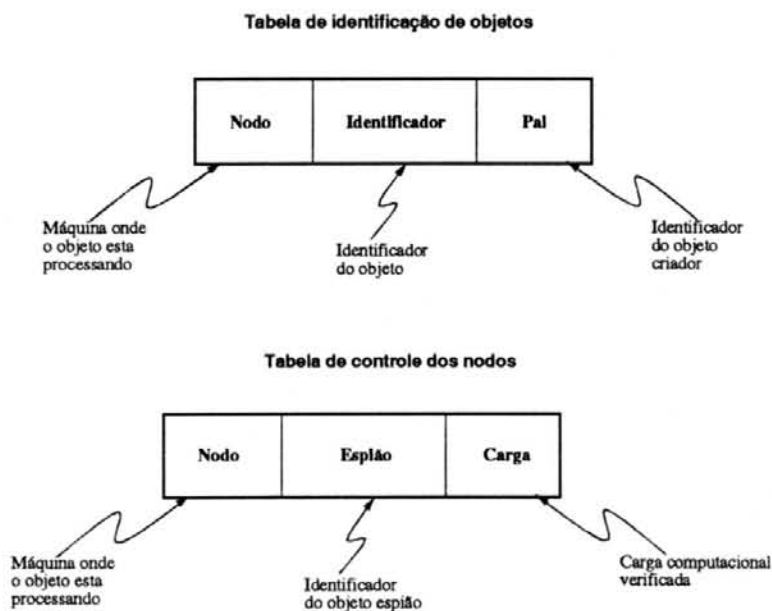 Tabela de identificação de objetos
Nodo Identificador Pai
Máquina onde
o objeto esta
processando
Identificador
do objeto
Identificador
do objeto
criador
Tabela de controle dos nodos
Nodo Espião Carga
Máquina onde
o objeto esta
processando
Identificador
do objeto espião
Carga computacional
verificada